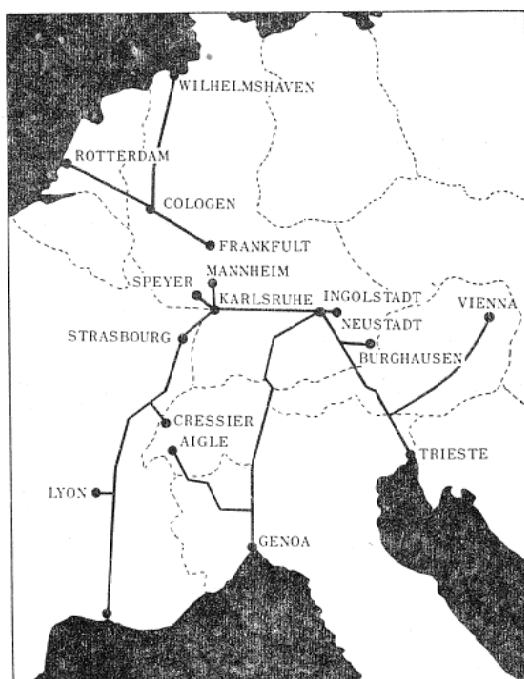 WILHELMSHAVEN
ROTTERDAM
COLOGEN
FRANKFULT
MANNHEIM
SPEYER
KARLSRUHE
INGOLSTADT
VIENNA
NEUSTADT
STRASBOURG
BURGHAUSEN
CRESSIER
AIGLE
TRIESTE
LYON
GENOA